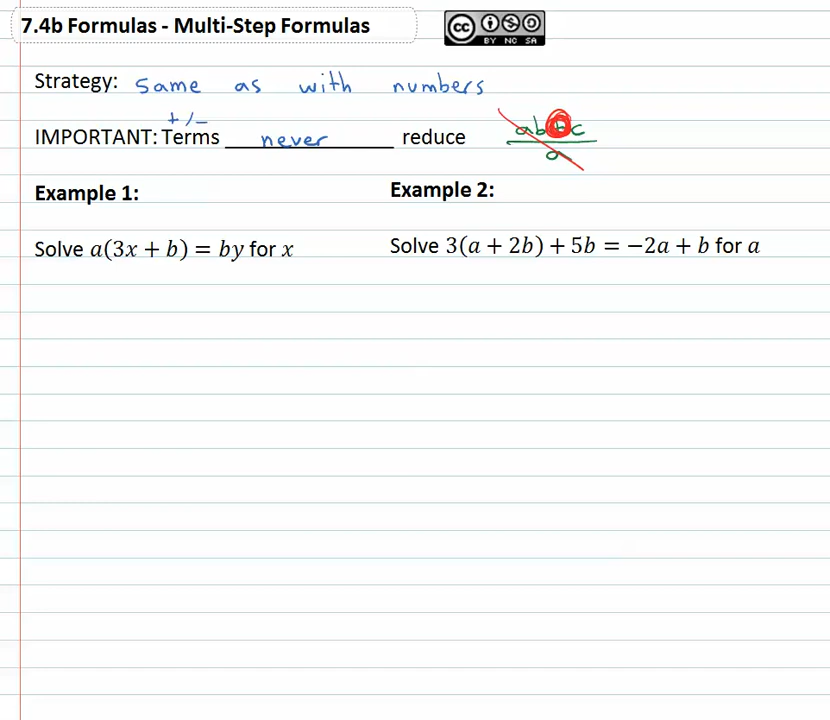 7.4b Formulas - Multi-Step Formulas
cc BY NC SA
Strategy: same as with numbers
+/-
IMPORTANT: Terms never reduce
Example 1: Example 2:
Solve a(3x + b) = by for x Solve 3(a + 2b) + 5b = −2a + b for a